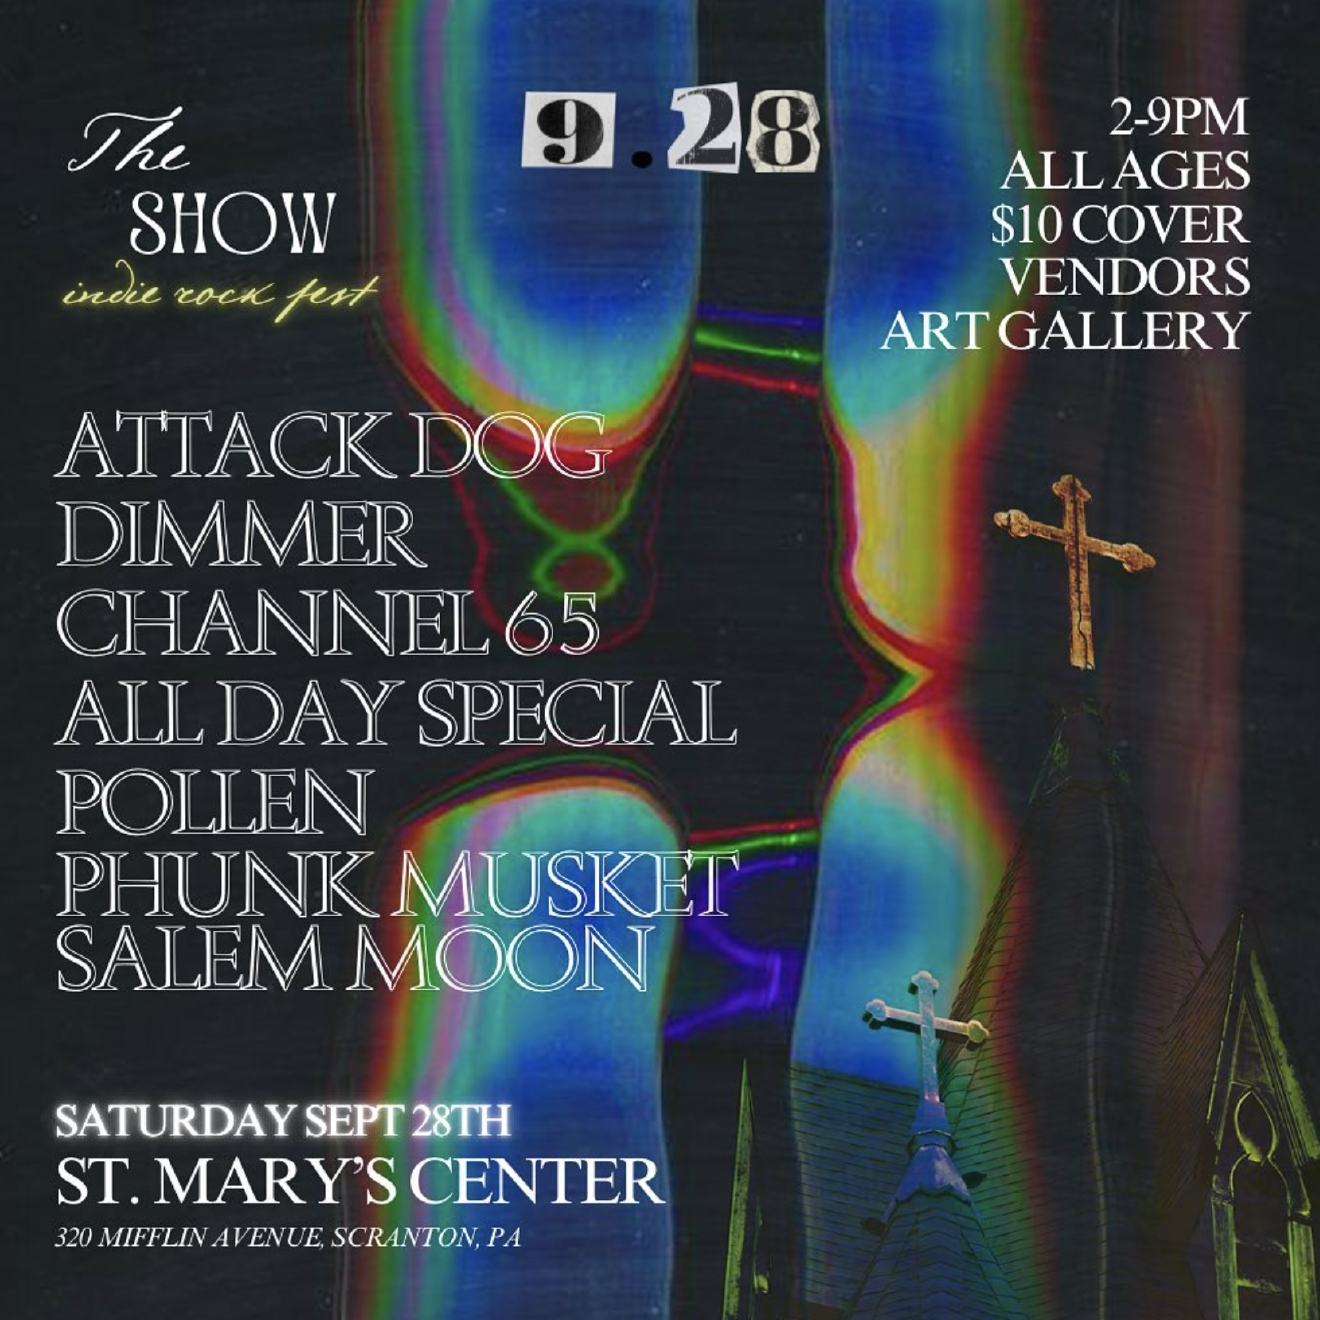 The
SHOW
indie rock fest
9.28
2-9PM
ALL AGES
$10 COVER
VENDORS
ART GALLERY
ATTACK DOG
DIMMER
CHANNEL 65
ALL DAY SPECIAL
POLLEN
PHUNK MUSKET
SALEM MOON
SATURDAY SEPT 28TH
ST. MARY'S CENTER
320 MIFFLIN AVENUE, SCRANTON, PA